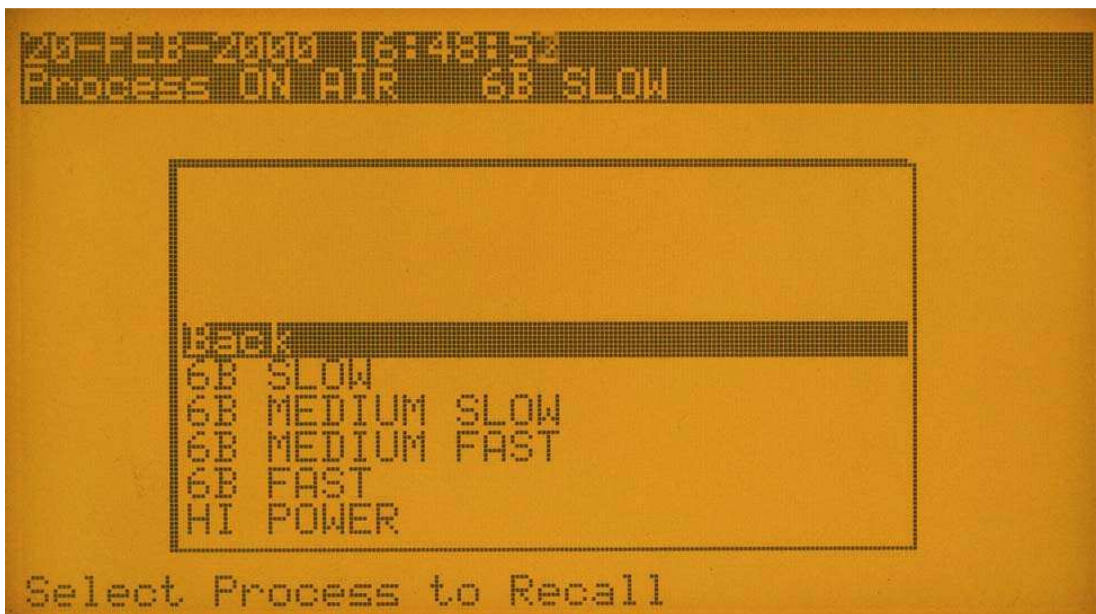 20-FEB-2000 16:48:52
Process ON AIR 6B SLOW
Back
6B SLOW
6B MEDIUM SLOW
6B MEDIUM FAST
6B FAST
HI POWER
Select Process to Recall